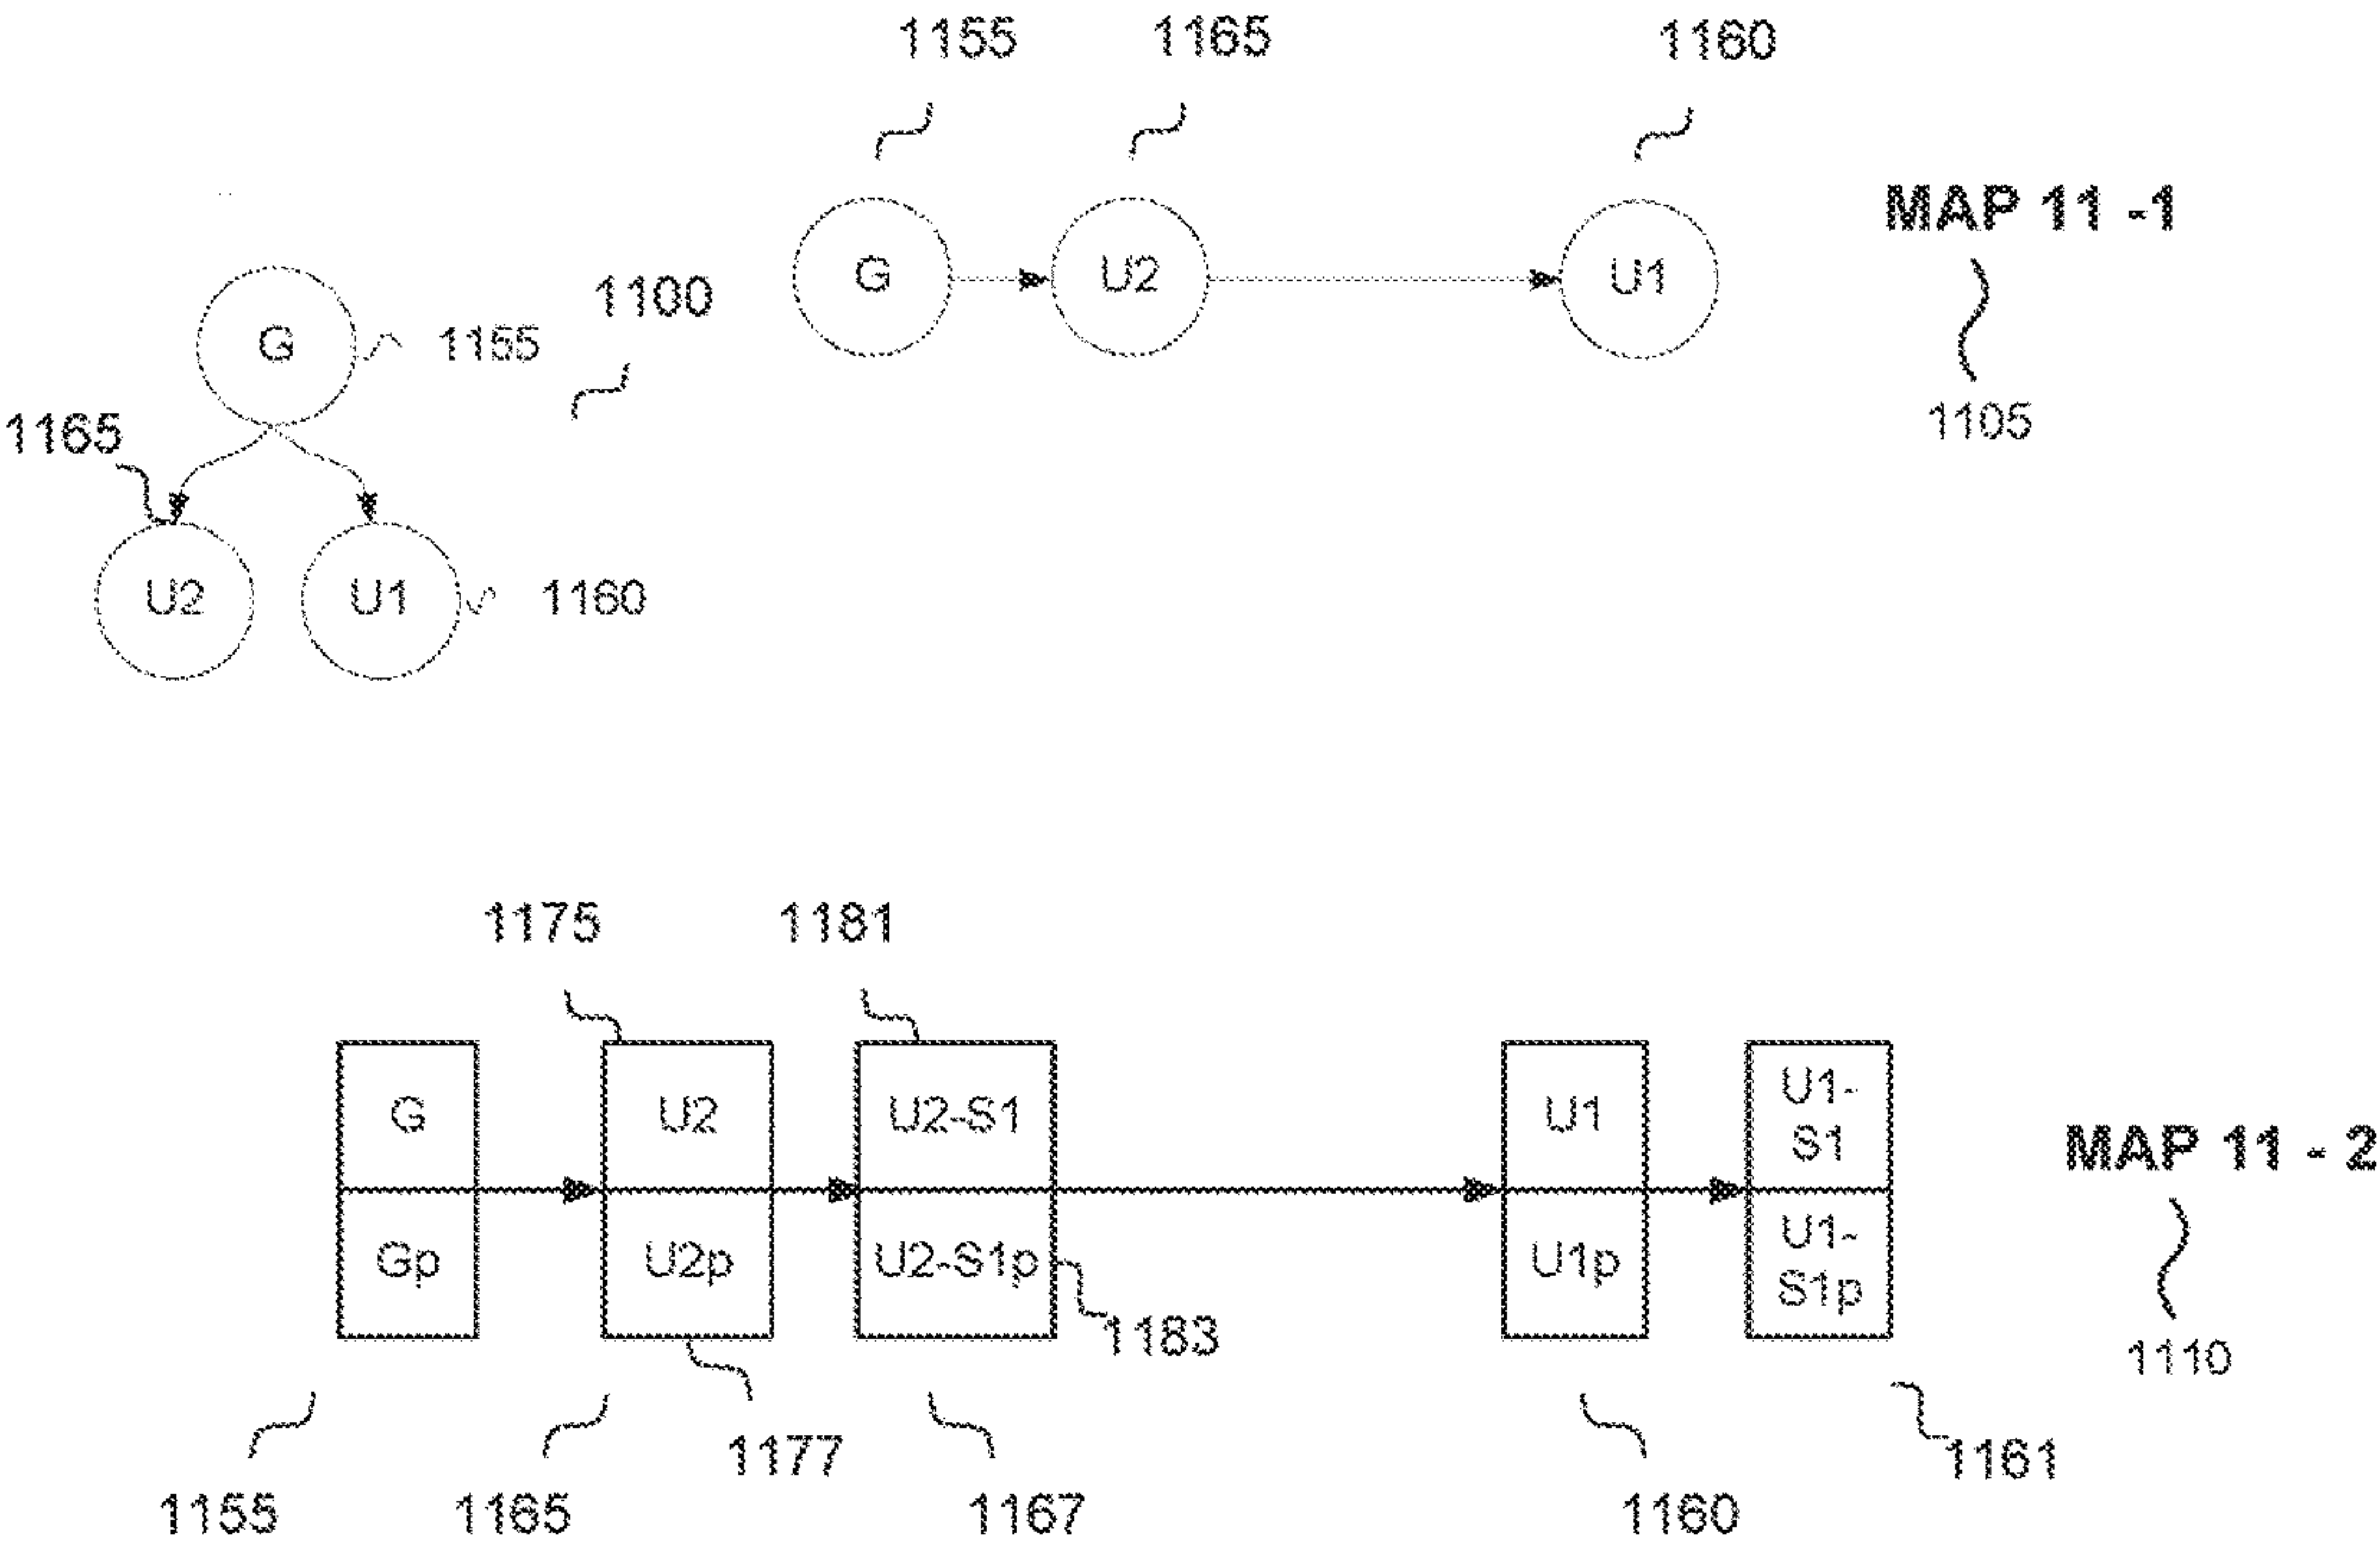 1155 1165 1160
MAP 11 -1
G U2 U1
1100
G 1155
1105
1165
U2 U1 1160
1175 1181
G U2 U2-S1 U1 U1-
S1
MAP 11 - 2
Gp U2p U2-S1p U1p U1-
S1p
1183
1110
1177 1161
1155 1165 1167 1160